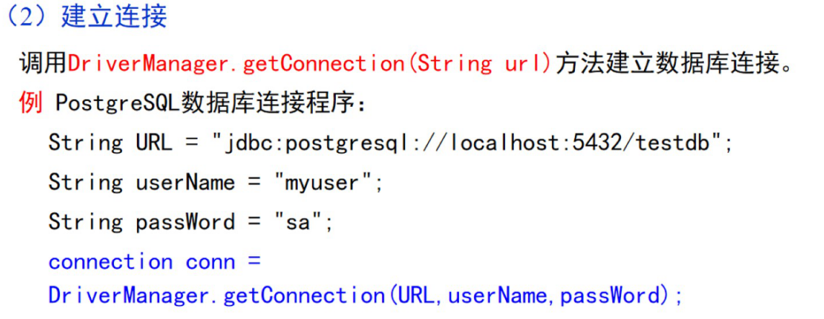 （2）建立连接
调用DriverManager.getConnection(String url)方法建立数据库连接。
例 PostgreSQL数据库连接程序：
String URL = "jdbc:postgresql://localhost:5432/testdb";
String userName = "myuser";
String passWord = "sa";
connection conn =
DriverManager.getConnection(URL,userName,passWord);